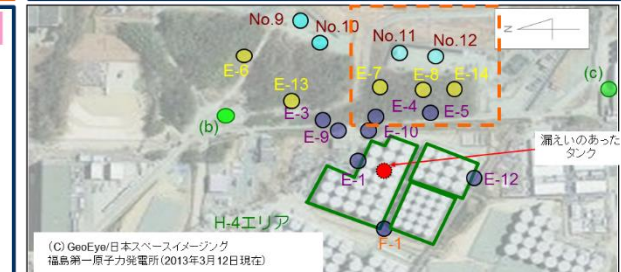 No.9
No.10
No.11
No.12
N
E-6
E-7
E-8
E-14
E-13
E-3
E-4
E-5
(b)
(c)
E-9
E-10
漏えいのあった
タンク
E-1
E-12
H-4エリア
F-1
(C) GeoEye/日本スペースイメージング
福島第一原子力発電所(2013年3月12日現在)